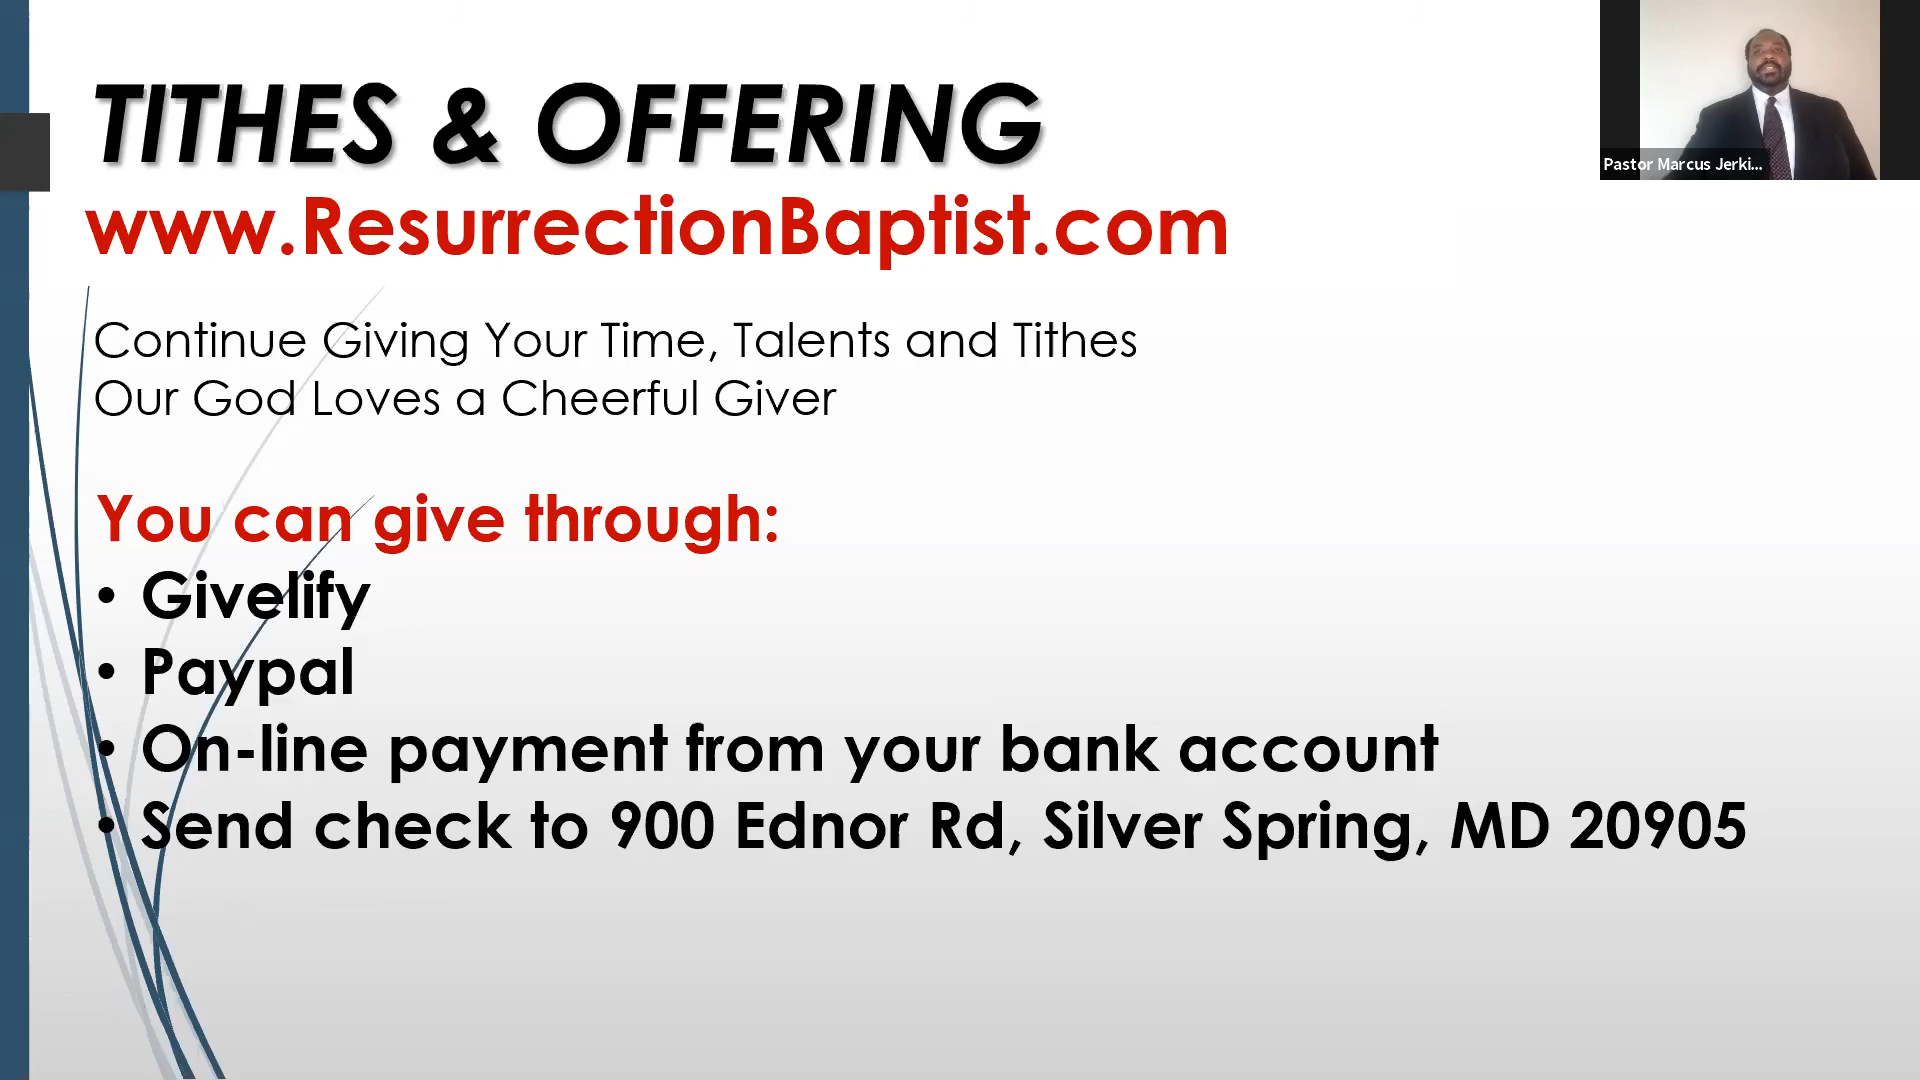 TITHES & OFFERING
www.ResurrectionBaptist.com
Continue Giving Your Time, Talents and Tithes
Our God Loves a Cheerful Giver
You can give through:
• Givelify
• Paypal
• On-line payment from your bank account
• Send check to 900 Ednor Rd, Silver Spring, MD 20905
Pastor Marcus Jerki...